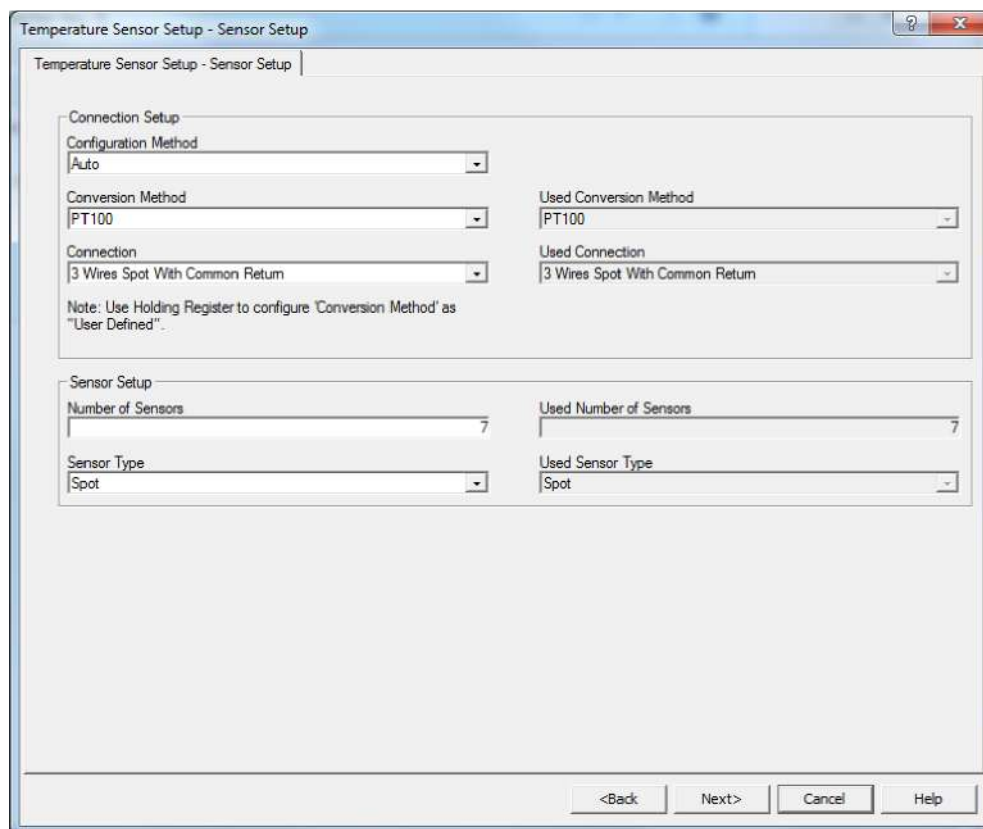 Temperature Sensor Setup - Sensor Setup
?
Temperature Sensor Setup - Sensor Setup
Connection Setup
Configuration Method
Auto
Conversion Method
Used Conversion Method
PT100
PT100
Connection
Used Connection
3 Wires Spot With Common Return
3 Wires Spot With Common Return
Note: Use Holding Register to configure 'Conversion Method' as
"User Defined".
Sensor Setup
Number of Sensors
Used Number of Sensors
7
7
Sensor Type
Used Sensor Type
Spot
Spot
<Back
Next>
Cancel
Help